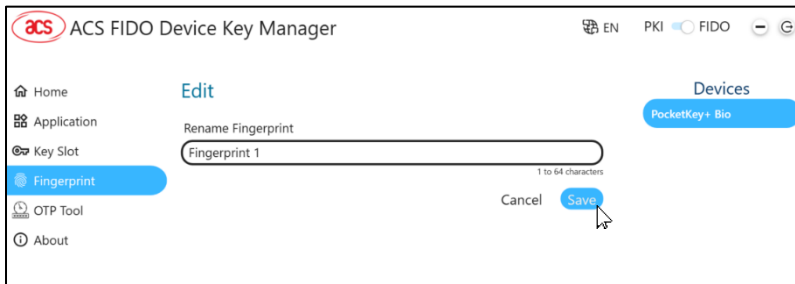 acs ACS FIDO Device Key Manager
EN PKI FIDO
Home
Application
Key Slot
Fingerprint
OTP Tool
About
Edit
Rename Fingerprint
Fingerprint 1
1 to 64 characters
Cancel Save
Devices
PocketKey+ Bio